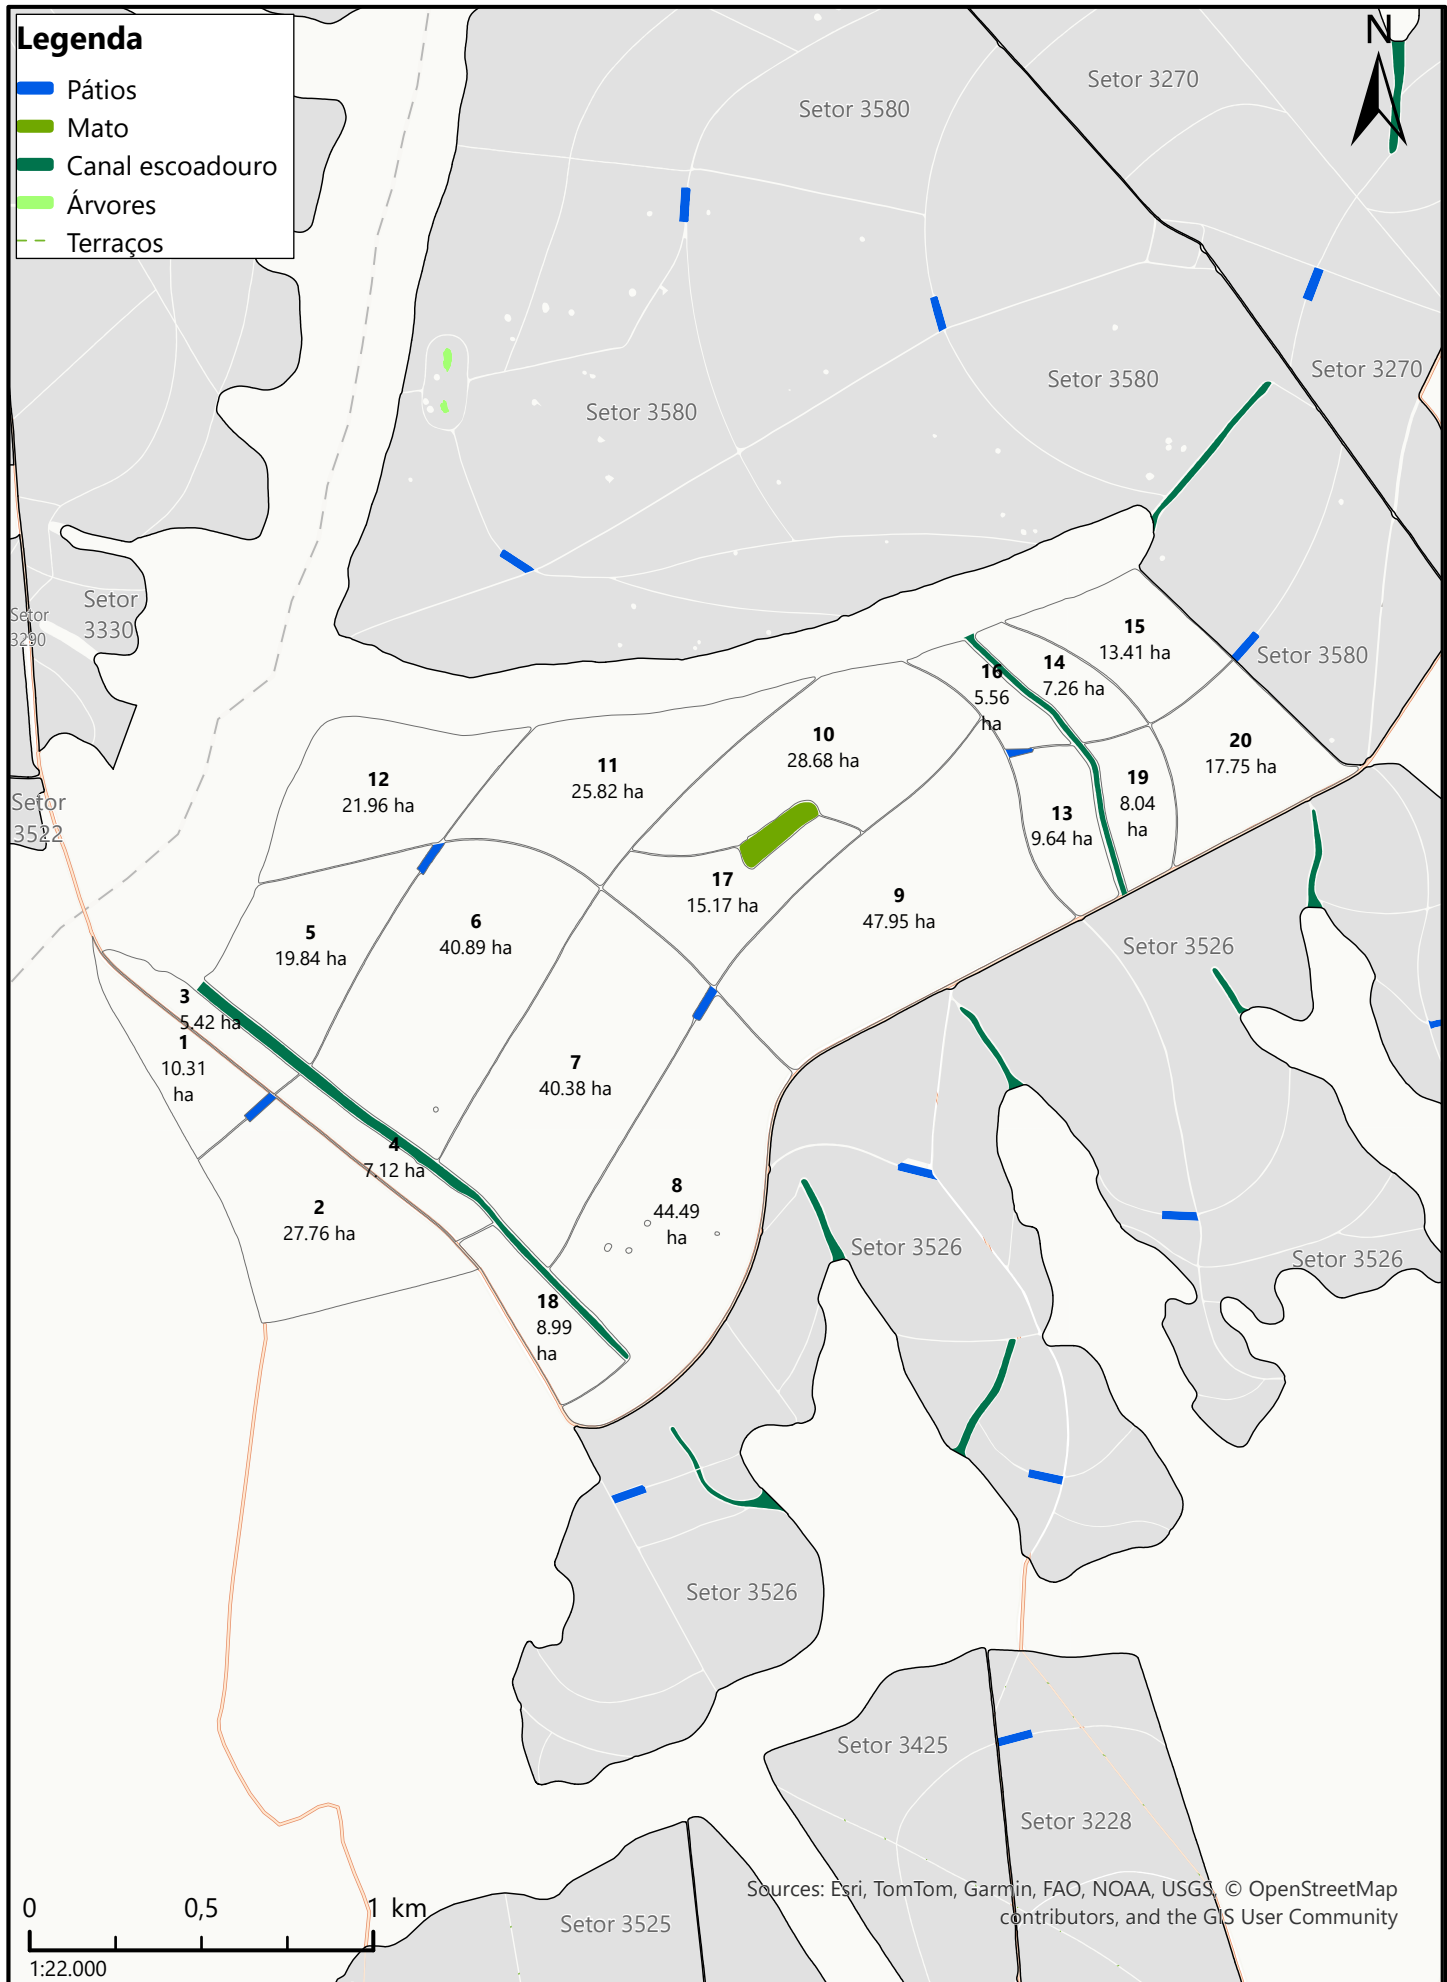 Legenda
Pátios
Mato
Canal escoadouro
Árvores
Terraços
N
Setor 3270
Setor 3580
Setor 3270
Setor 3580
Setor 3580
Setor
3330
Setor
3290
Setor 3580
Setor
3522
15
13.41 ha
14
7.26 ha
16
5.56
ha
10
28.68 ha
20
17.75 ha
11
25.82 ha
12
21.96 ha
19
8.04
ha
13
9.64 ha
17
15.17 ha
9
47.95 ha
6
40.89 ha
5
19.84 ha
Setor 3526
3
5.42 ha
1
10.31
ha
7
40.38 ha
4
7.12 ha
8
44.49
ha
2
27.76 ha
Setor 3526
Setor 3526
18
8.99
ha
Setor 3526
Setor 3425
Setor 3228
Setor 3525
Sources: Esri, TomTom, Garmin, FAO, NOAA, USGS, © OpenStreetMap
contributors, and the GIS User Community
0 0,5 1 km
1:22.000